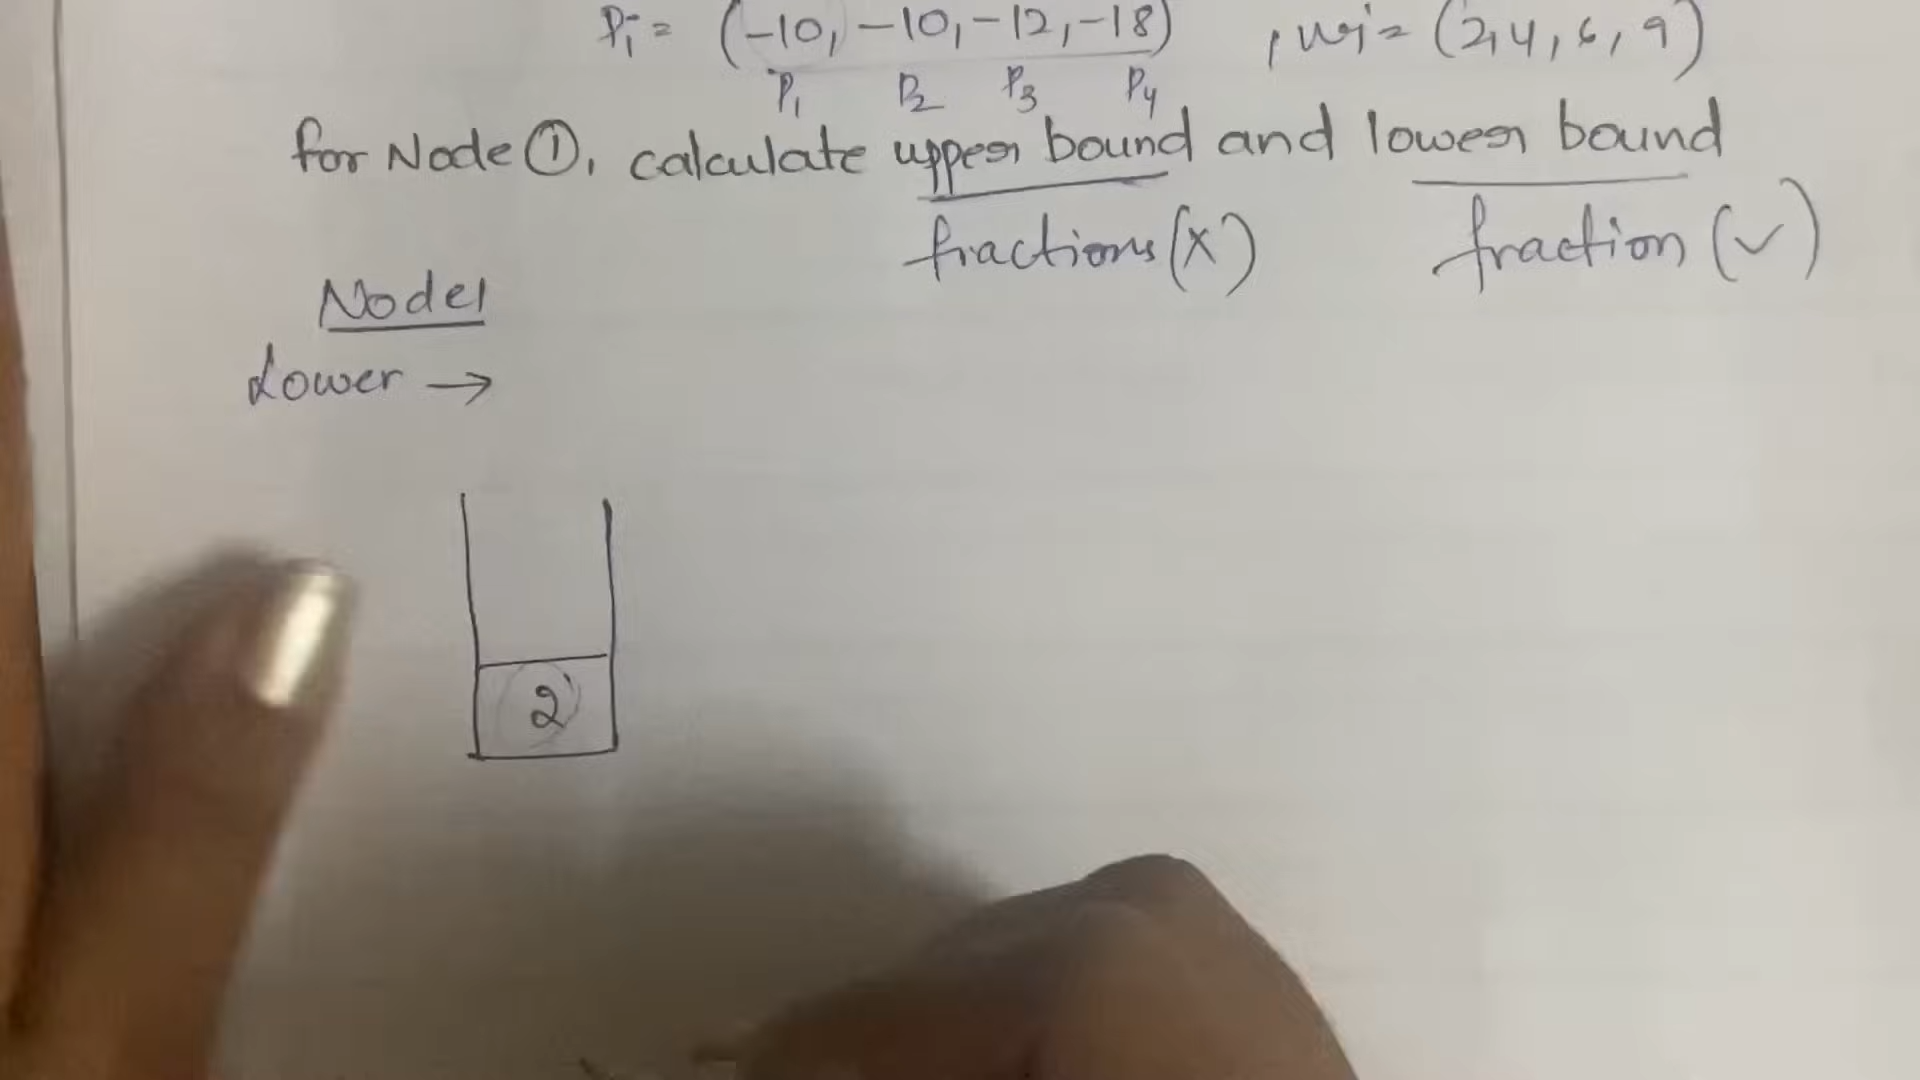 Pi = (-10, -10, -12, -18) , wi = (2, 4, 6, 9)
P1 P2 P3 P4
for Node ①, calculate upper bound and lower bound
fractions (x) fraction (✓)
Node1
Lower →
2